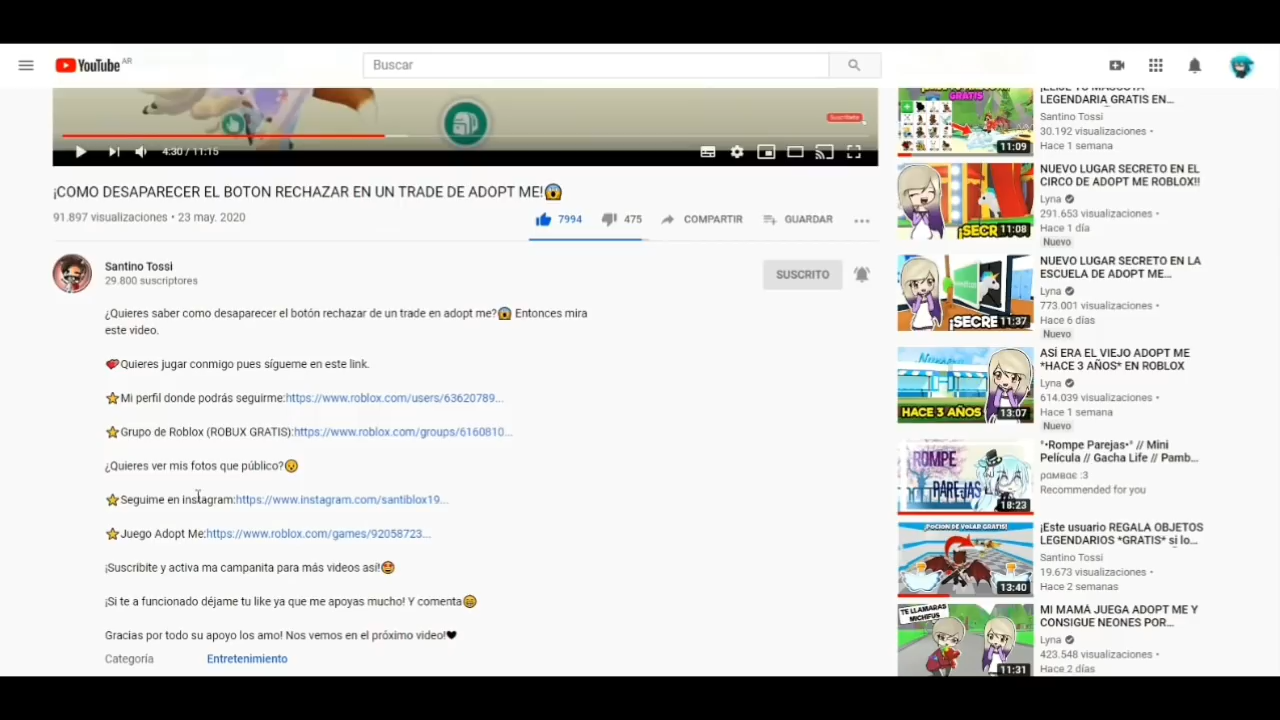 YouTube AR
Buscar
Suscribete
4:30 / 11:15
¡COMO DESAPARECER EL BOTON RECHAZAR EN UN TRADE DE ADOPT ME!😱
91.897 visualizaciones • 23 may. 2020
7994
475
COMPARTIR
GUARDAR
Santino Tossi
29.800 suscriptores
SUSCRITO
¿Quieres saber como desaparecer el botón rechazar de un trade en adopt me?😱 Entonces mira
este video.
💖Quieres jugar conmigo pues sígueme en este link.
⭐Mi perfil donde podrás seguirme:https://www.roblox.com/users/63620789...
⭐Grupo de Roblox (ROBUX GRATIS):https://www.roblox.com/groups/6160810...
¿Quieres ver mis fotos que público?😮
⭐Seguime en instagram:https://www.instagram.com/santiblox19...
⭐Juego Adopt Me:https://www.roblox.com/games/92058723...
¡Suscribite y activa ma campanita para más videos asi!🤩
¡Si te a funcionado déjame tu like ya que me apoyas mucho! Y comenta😄
Gracias por todo su apoyo los amo! Nos vemos en el próximo video!🖤
Categoría
Entretenimiento
GRATIS
11:09
LEGENDARIA GRATIS EN...
Santino Tossi
30.192 visualizaciones •
Hace 1 semana
¡SECR
11:08
NUEVO LUGAR SECRETO EN EL
CIRCO DE ADOPT ME ROBLOX!!
Lyna
291.653 visualizaciones •
Hace 1 día
Nuevo
¡SECRE
11:37
NUEVO LUGAR SECRETO EN LA
ESCUELA DE ADOPT ME...
Lyna
773.001 visualizaciones •
Hace 6 días
Nuevo
HACE 3 AÑOS
13:07
ASÍ ERA EL VIEJO ADOPT ME
*HACE 3 AÑOS* EN ROBLOX
Lyna
614.039 visualizaciones •
Hace 1 semana
Nuevo
ROMPE
PAREJAS
18:23
°•Rompe Parejas•° // Mini
Película // Gacha Life // Pamb...
ραмвαε :3
Recommended for you
¡POCION DE VOLAR GRATIS!
13:40
¡Este usuario REGALA OBJETOS
LEGENDARIOS *GRATIS* si lo...
Santino Tossi
19.673 visualizaciones •
Hace 2 semanas
TE LLAMARAS
MICHIFUS
11:31
MI MAMÁ JUEGA ADOPT ME Y
CONSIGUE NEONES POR...
Lyna
423.548 visualizaciones •
Hace 2 días